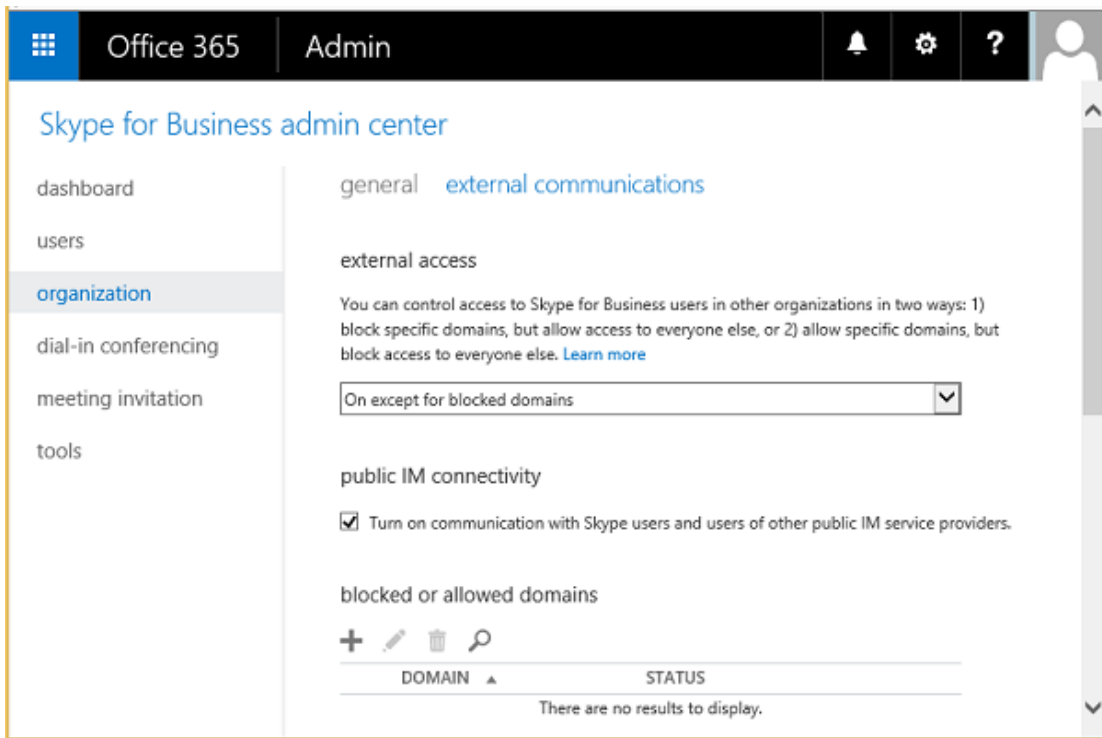 Office 365
Admin
?
Skype for Business admin center
dashboard
users
organization
dial-in conferencing
meeting invitation
tools
general external communications
external access
You can control access to Skype for Business users in other organizations in two ways: 1)
block specific domains, but allow access to everyone else, or 2) allow specific domains, but
block access to everyone else. Learn more
On except for blocked domains
public IM connectivity
Turn on communication with Skype users and users of other public IM service providers.
blocked or allowed domains
DOMAIN STATUS
There are no results to display.